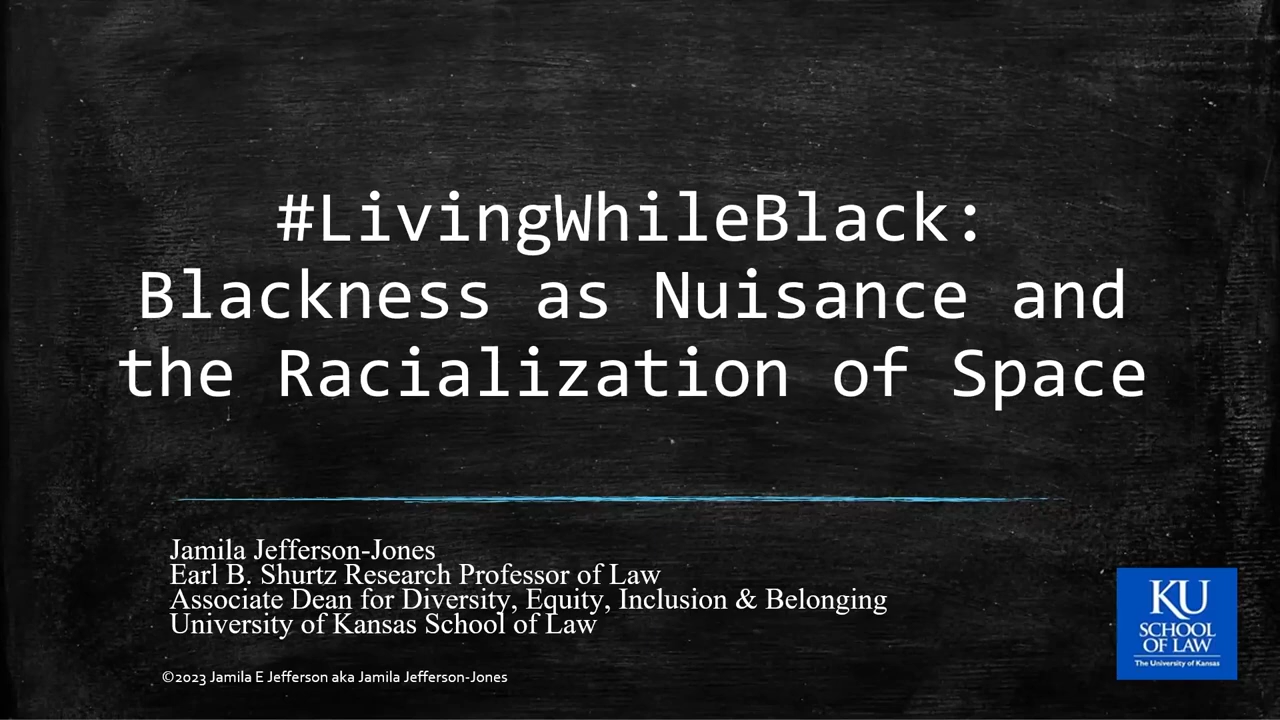 #LivingWhileBlack:
Blackness as Nuisance and
the Racialization of Space
Jamila Jefferson-Jones
Earl B. Shurtz Research Professor of Law
Associate Dean for Diversity, Equity, Inclusion & Belonging
University of Kansas School of Law
©2023 Jamila E Jefferson aka Jamila Jefferson-Jones
KU
SCHOOL
OF LAW
The University of Kansas